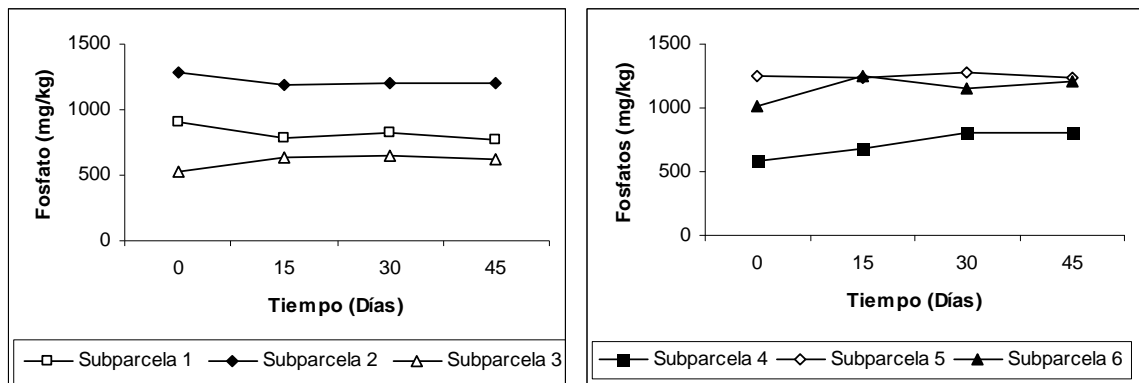 Fosfato (mg/kg)
1500
1000
500
0
0 15 30 45
Tiempo (Días)
Subparcela 1 Subparcela 2 Subparcela 3
Fosfatos (mg/kg)
1500
1000
500
0
0 15 30 45
Tiempo (Días)
Subparcela 4 Subparcela 5 Subparcela 6